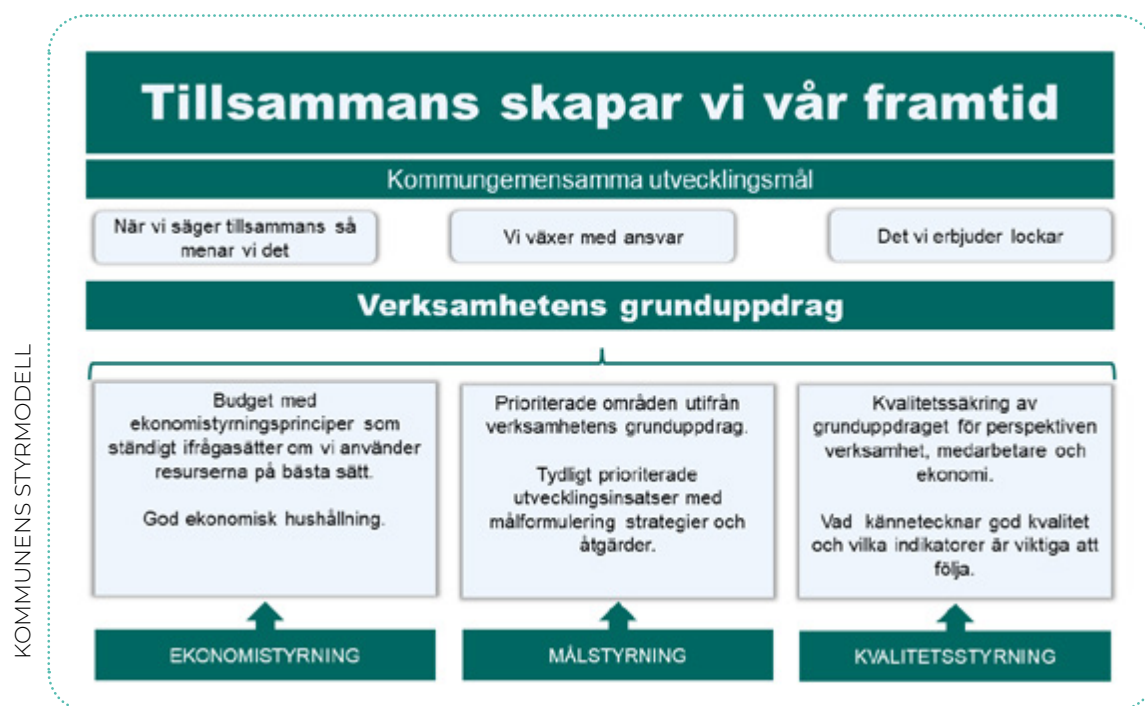 KOMMUNENS STYRMODELL
Tillsammans skapar vi vår framtid
Kommungemensamma utvecklingsmål
När vi säger tillsammans så
menar vi det
Vi växer med ansvar
Det vi erbjuder lockar
Verksamhetens grunduppdrag
Budget med
ekonomistyrningsprinciper som
ständigt ifrågasätter om vi använder
resurserna på bästa sätt.
God ekonomisk hushållning.
Prioriterade områden utifrån
verksamhetens grunduppdrag.
Tydligt prioriterade
utvecklingsinsatser med
målformulering strategier och
åtgärder.
Kvalitetssäkring av
grunduppdraget för perspektiven
verksamhet, medarbetare och
ekonomi.
Vad kännetecknar god kvalitet
och vilka indikatorer är viktiga att
följa.
EKONOMISTYRNING
MÅLSTYRNING
KVALITETSSTYRNING